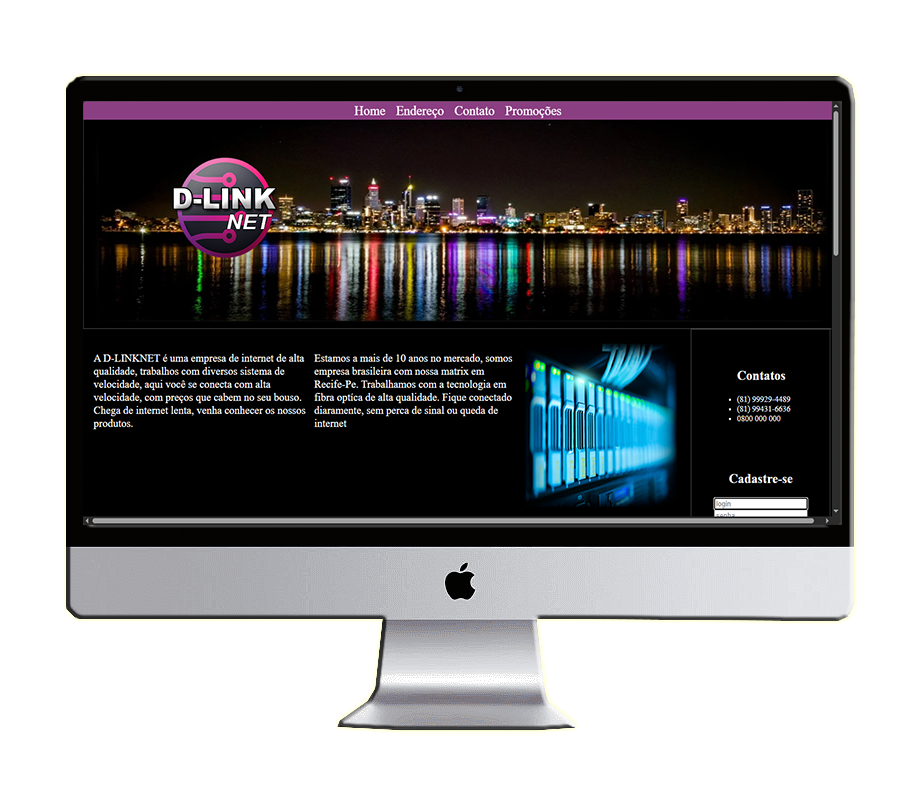 Home Endereço Contato Promoções
D-LINK
NET
A D-LINKNET é uma empresa de internet de alta
qualidade, trabalhos com diversos sistema de
velocidade, aqui você se conecta com alta
velocidade, com preços que cabem no seu bouso.
Chega de internet lenta, venha conhecer os nossos
produtos.
Estamos a mais de 10 anos no mercado, somos
empresa brasileira com nossa matrix em
Recife-Pe. Trabalhamos com a tecnologia em
fibra optíca de alta qualidade. Fique conectado
diaramente, sem perca de sinal ou queda de
internet
Contatos
• (81) 99929-4489
• (81) 99431-6636
• 0800 000 000
Cadastre-se
login
senha